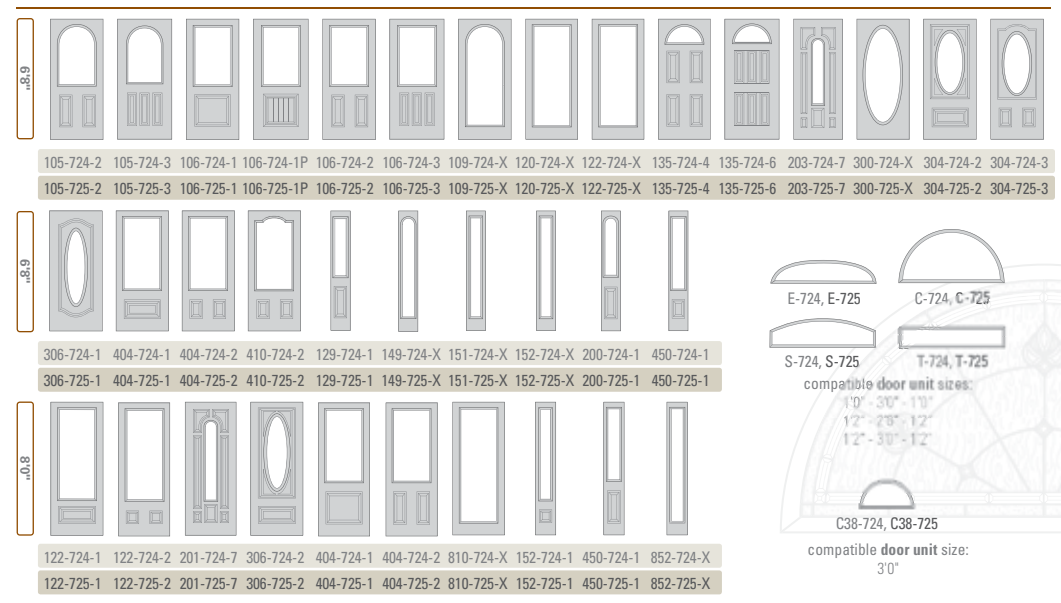 6'8"
105-724-2 105-724-3 106-724-1 106-724-1P 106-724-2 106-724-3 109-724-X 120-724-X 122-724-X 135-724-4 135-724-6 203-724-7 300-724-X 304-724-2 304-724-3
105-725-2 105-725-3 106-725-1 106-725-1P 106-725-2 106-725-3 109-725-X 120-725-X 122-725-X 135-725-4 135-725-6 203-725-7 300-725-X 304-725-2 304-725-3
6'8"
306-724-1 404-724-1 404-724-2 410-724-2 129-724-1 149-724-X 151-724-X 152-724-X 200-724-1 450-724-1
306-725-1 404-725-1 404-725-2 410-725-2 129-725-1 149-725-X 151-725-X 152-725-X 200-725-1 450-725-1
E-724, E-725 C-724, C-725
S-724, S-725 T-724, T-725
compatible door unit sizes:
1'0" - 3'0" - 1'0"
1'2" - 2'8" - 1'2"
1'2" - 3'0" - 1'2"
8'0"
122-724-1 122-724-2 201-724-7 306-724-2 404-724-1 404-724-2 810-724-X 152-724-1 450-724-1 852-724-X
122-725-1 122-725-2 201-725-7 306-725-2 404-725-1 404-725-2 810-725-X 152-725-1 450-725-1 852-725-X
C38-724, C38-725
compatible door unit size:
3'0"